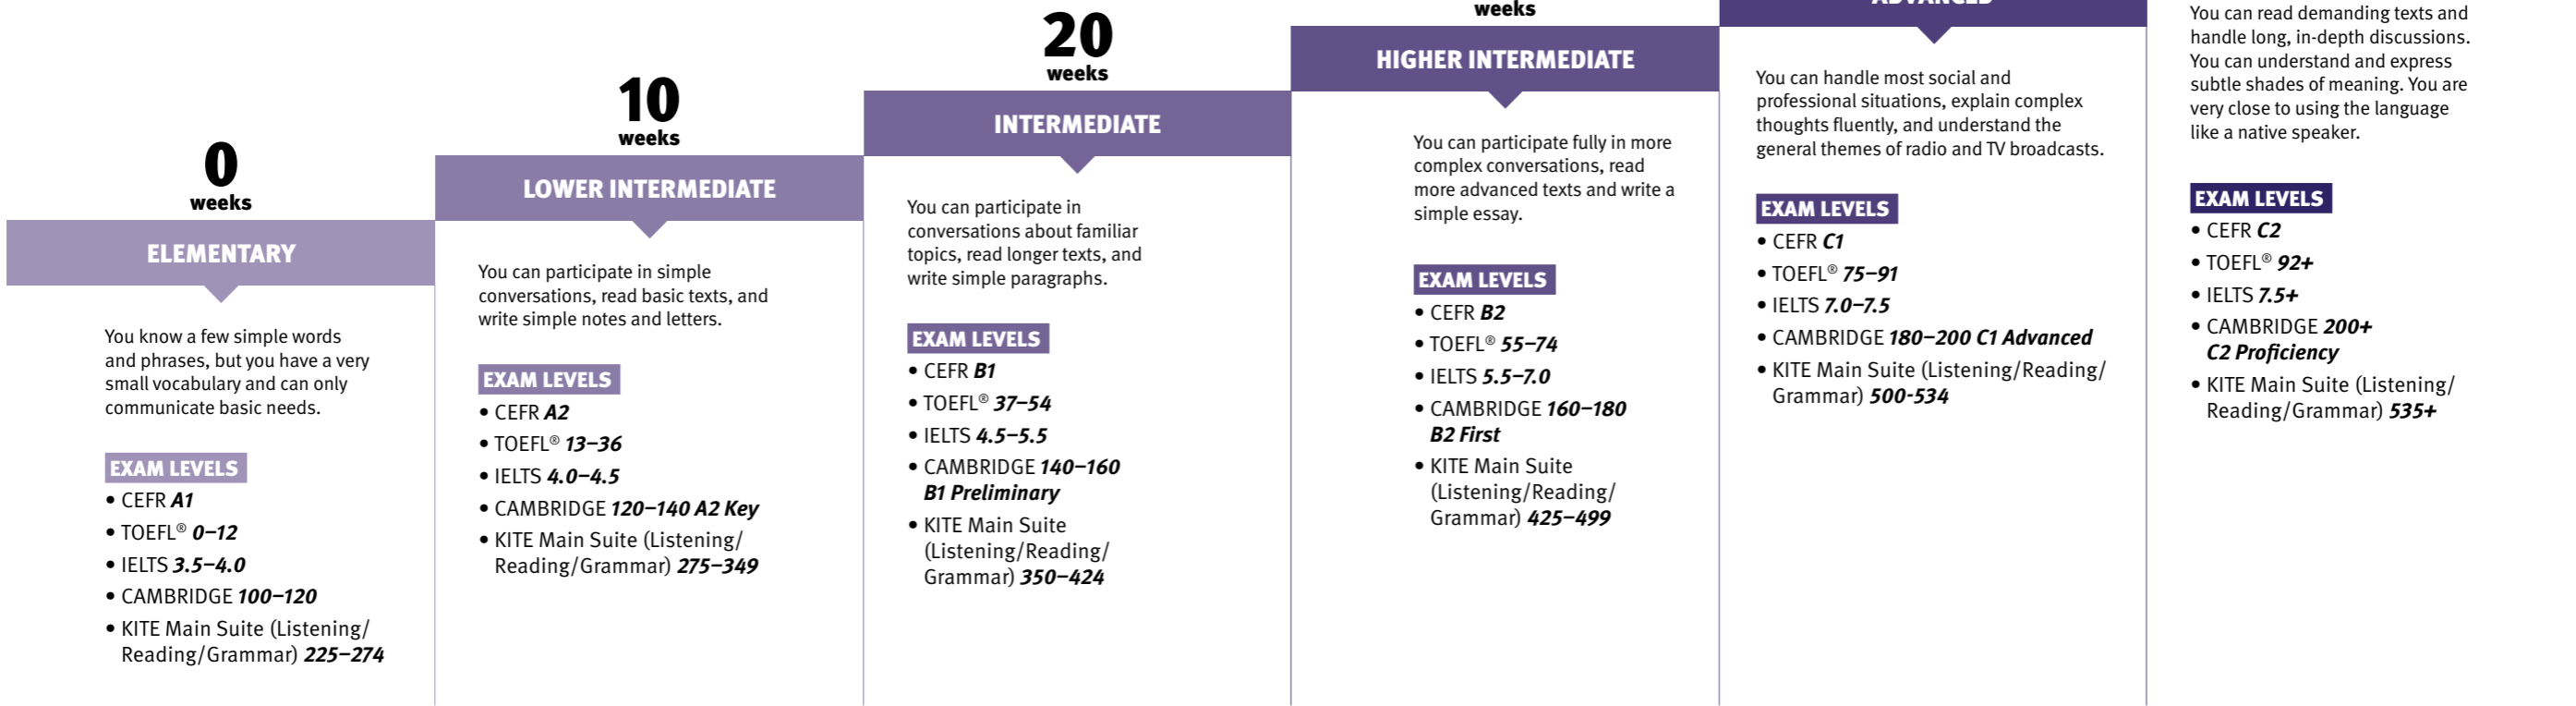 0
weeks
ELEMENTARY
You know a few simple words
and phrases, but you have a very
small vocabulary and can only
communicate basic needs.
EXAM LEVELS
• CEFR A1
• TOEFL® 0–12
• IELTS 3.5–4.0
• CAMBRIDGE 100–120
• KITE Main Suite (Listening/
Reading/Grammar) 225–274
10
weeks
LOWER INTERMEDIATE
You can participate in simple
conversations, read basic texts, and
write simple notes and letters.
EXAM LEVELS
• CEFR A2
• TOEFL® 13–36
• IELTS 4.0–4.5
• CAMBRIDGE 120–140 A2 Key
• KITE Main Suite (Listening/
Reading/Grammar) 275–349
20
weeks
INTERMEDIATE
You can participate in
conversations about familiar
topics, read longer texts, and
write simple paragraphs.
EXAM LEVELS
• CEFR B1
• TOEFL® 37–54
• IELTS 4.5–5.5
• CAMBRIDGE 140–160
B1 Preliminary
• KITE Main Suite
(Listening/Reading/
Grammar) 350–424
weeks
HIGHER INTERMEDIATE
You can participate fully in more
complex conversations, read
more advanced texts and write a
simple essay.
EXAM LEVELS
• CEFR B2
• TOEFL® 55–74
• IELTS 5.5–7.0
• CAMBRIDGE 160–180
B2 First
• KITE Main Suite
(Listening/Reading/
Grammar) 425–499
ADVANCED
You can handle most social and
professional situations, explain complex
thoughts fluently, and understand the
general themes of radio and TV broadcasts.
EXAM LEVELS
• CEFR C1
• TOEFL® 75–91
• IELTS 7.0–7.5
• CAMBRIDGE 180–200 C1 Advanced
• KITE Main Suite (Listening/Reading/
Grammar) 500-534
You can read demanding texts and
handle long, in-depth discussions.
You can understand and express
subtle shades of meaning. You are
very close to using the language
like a native speaker.
EXAM LEVELS
• CEFR C2
• TOEFL® 92+
• IELTS 7.5+
• CAMBRIDGE 200+
C2 Proficiency
• KITE Main Suite (Listening/
Reading/Grammar) 535+